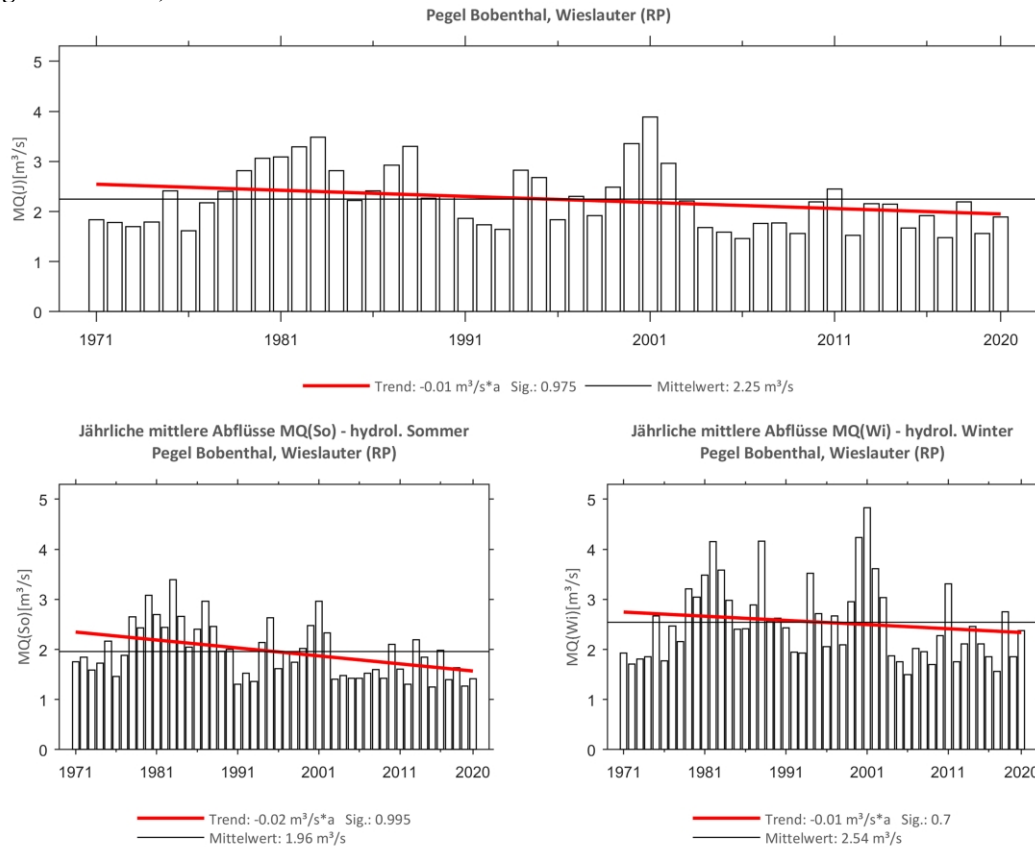 Pegel Bobenthal, Wieslauter (RP)
MQ(J)[m³/s]
5
4
3
2
1
0
1971 1981 1991 2001 2011 2020
Trend: -0.01 m³/s*a Sig.: 0.975 Mittelwert: 2.25 m³/s
Jährliche mittlere Abflüsse MQ(So) - hydrol. Sommer
Pegel Bobenthal, Wieslauter (RP)
MQ(So)[m³/s]
5
4
3
2
1
0
1971 1981 1991 2001 2011 2020
Trend: -0.02 m³/s*a Sig.: 0.995
Mittelwert: 1.96 m³/s
Jährliche mittlere Abflüsse MQ(Wi) - hydrol. Winter
Pegel Bobenthal, Wieslauter (RP)
MQ(Wi)[m³/s]
5
4
3
2
1
0
1971 1981 1991 2001 2011 2020
Trend: -0.01 m³/s*a Sig.: 0.7
Mittelwert: 2.54 m³/s